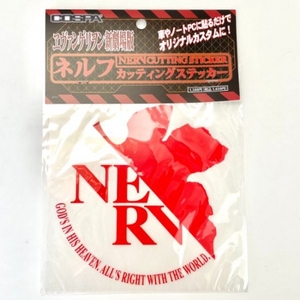 COSPA
ヱヴァンゲリヲン新劇場版
車やノートPCに貼るだけで
オリジナルカスタムに!
ネルフ
NERV CUTTING STICKER
カッティングステッカー
NERV
GOD'S IN HIS HEAVEN, ALL'S RIGHT WITH THE WORLD.